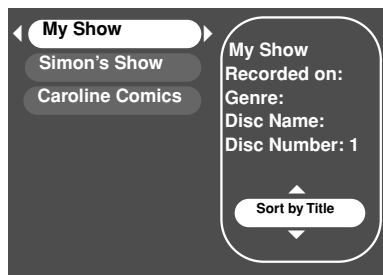 My Show
Simon's Show
Caroline Comics
My Show
Recorded on:
Genre:
Disc Name:
Disc Number: 1
Sort by Title